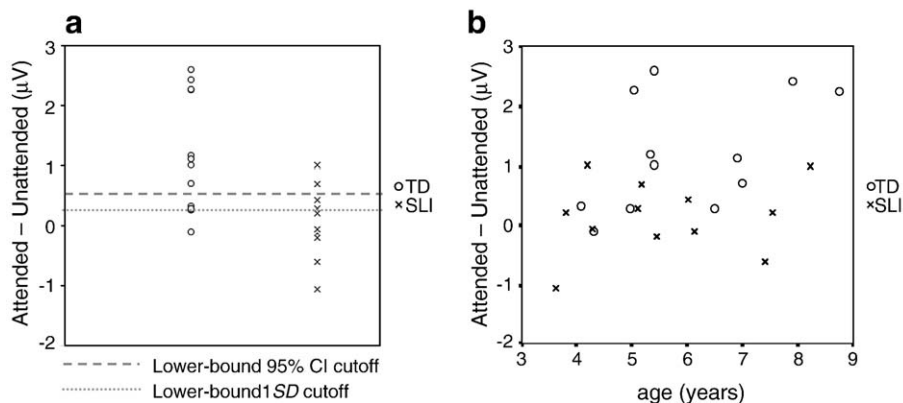 a
3
2
1
0
-1
-2
Attended – Unattended (µV)
TD
SLI
Lower-bound 95% CI cutoff
Lower-bound1SD cutoff
b
3
2
1
0
-1
-2
Attended – Unattended (µV)
3 4 5 6 7 8 9
age (years)
TD
SLI